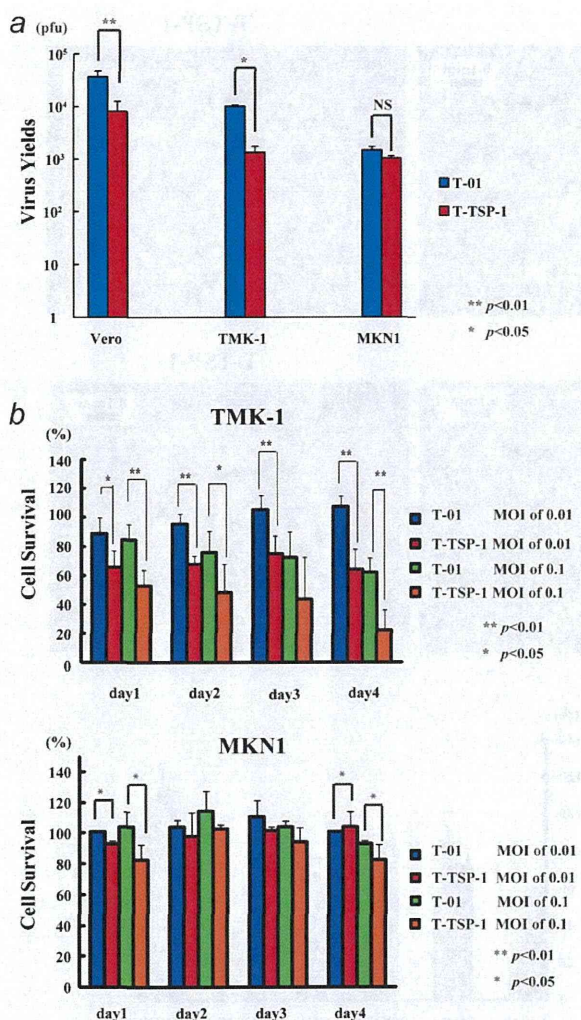 a
(pfu)
Virus Yields
10⁵
10⁴
10³
10²
10
1
**
*
NS
Vero
TMK-1
MKN1
T-01
T-TSP-1
** p<0.01
* p<0.05
b
TMK-1
(%)
Cell Survival
140
120
100
80
60
40
20
0
*
**
**
*
**
**
**
day1
day2
day3
day4
T-01 MOI of 0.01
T-TSP-1 MOI of 0.01
T-01 MOI of 0.1
T-TSP-1 MOI of 0.1
** p<0.01
* p<0.05
MKN1
(%)
Cell Survival
140
120
100
80
60
40
20
0
*
*
*
*
day1
day2
day3
day4
T-01 MOI of 0.01
T-TSP-1 MOI of 0.01
T-01 MOI of 0.1
T-TSP-1 MOI of 0.1
** p<0.01
* p<0.05